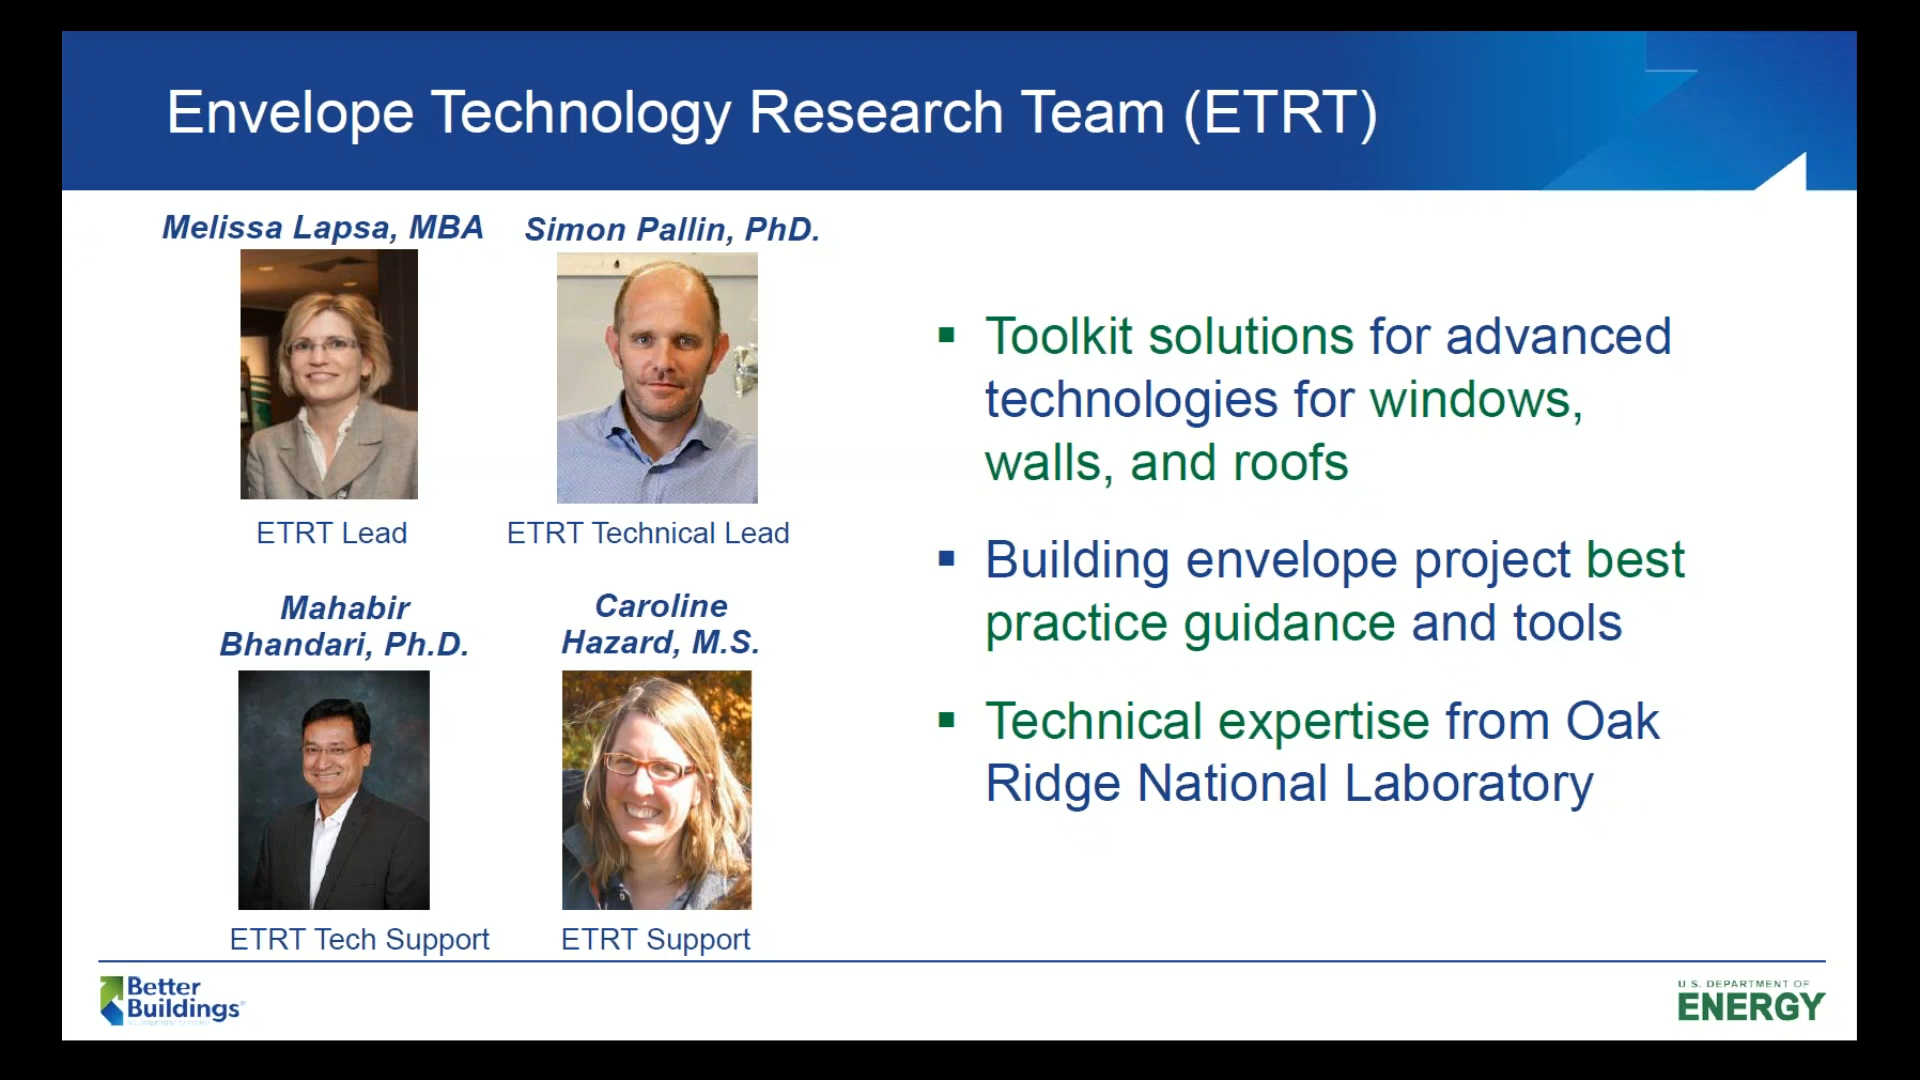 Envelope Technology Research Team (ETRT)
Melissa Lapsa, MBA
Simon Pallin, PhD.
ETRT Lead
ETRT Technical Lead
Mahabir
Bhandari, Ph.D.
Caroline
Hazard, M.S.
ETRT Tech Support
ETRT Support
▪ Toolkit solutions for advanced
technologies for windows,
walls, and roofs
▪ Building envelope project best
practice guidance and tools
▪ Technical expertise from Oak
Ridge National Laboratory
Better
Buildings®
U.S. DEPARTMENT OF
ENERGY